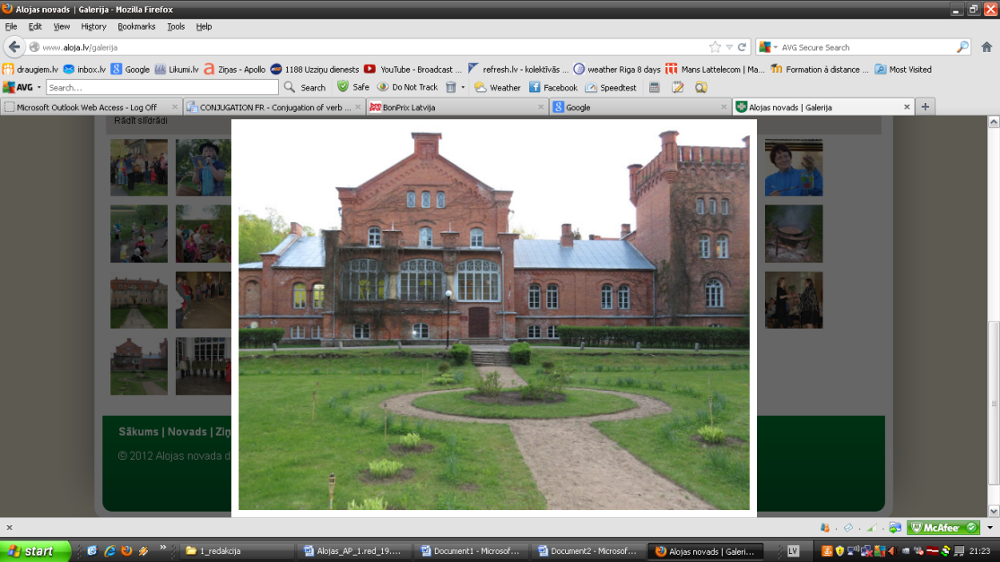 Alojas novads | Galerija - Mozilla Firefox
File Edit View History Bookmarks Tools Help
www.aloja.lv/galerija
AVG Secure Search
draugiem.lv inbox.lv Google Likumi.lv Ziņas - Apollo 1188 Uzziņu dienests YouTube - Broadcast ... refresh.lv - kolektīvās ... weather Riga 8 days Mans Lattelecom | Ma... Formation à distance ... Most Visited
AVG Search... Search Safe Do Not Track Weather Facebook Speedtest
Microsoft Outlook Web Access - Log Off CONJUGATION FR - Conjugation of verb ... BonPrix Latvija Google Alojas novads | Galerija
Rādīt slīdrādi
Sākums | Novads | Ziņ
© 2012 Alojas novada d
McAfee
start 1_redakcija Alojas_AP_1.red_19.... Document1 - Microsof... Document2 - Microsof... Alojas novads | Galeri... LV 21:23